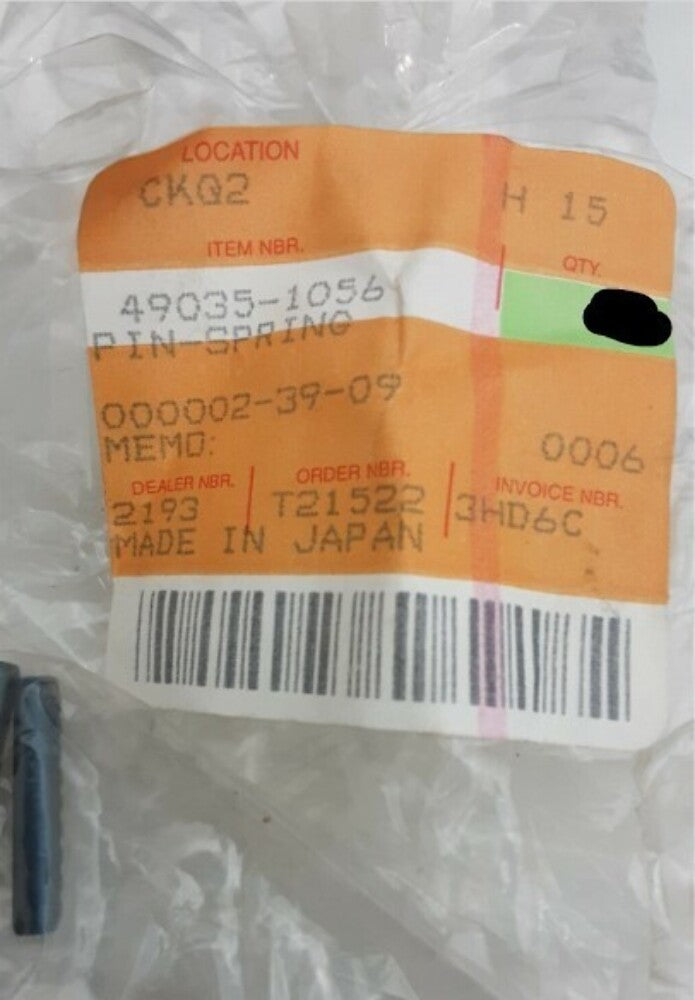 LOCATION
CKQ2 H 15
ITEM NBR. QTY.
49035-1056
PIN-SPRING
000002-39-09
MEMO: 0006
DEALER NBR. ORDER NBR. INVOICE NBR.
2193 T21522 3HD6C
MADE IN JAPAN